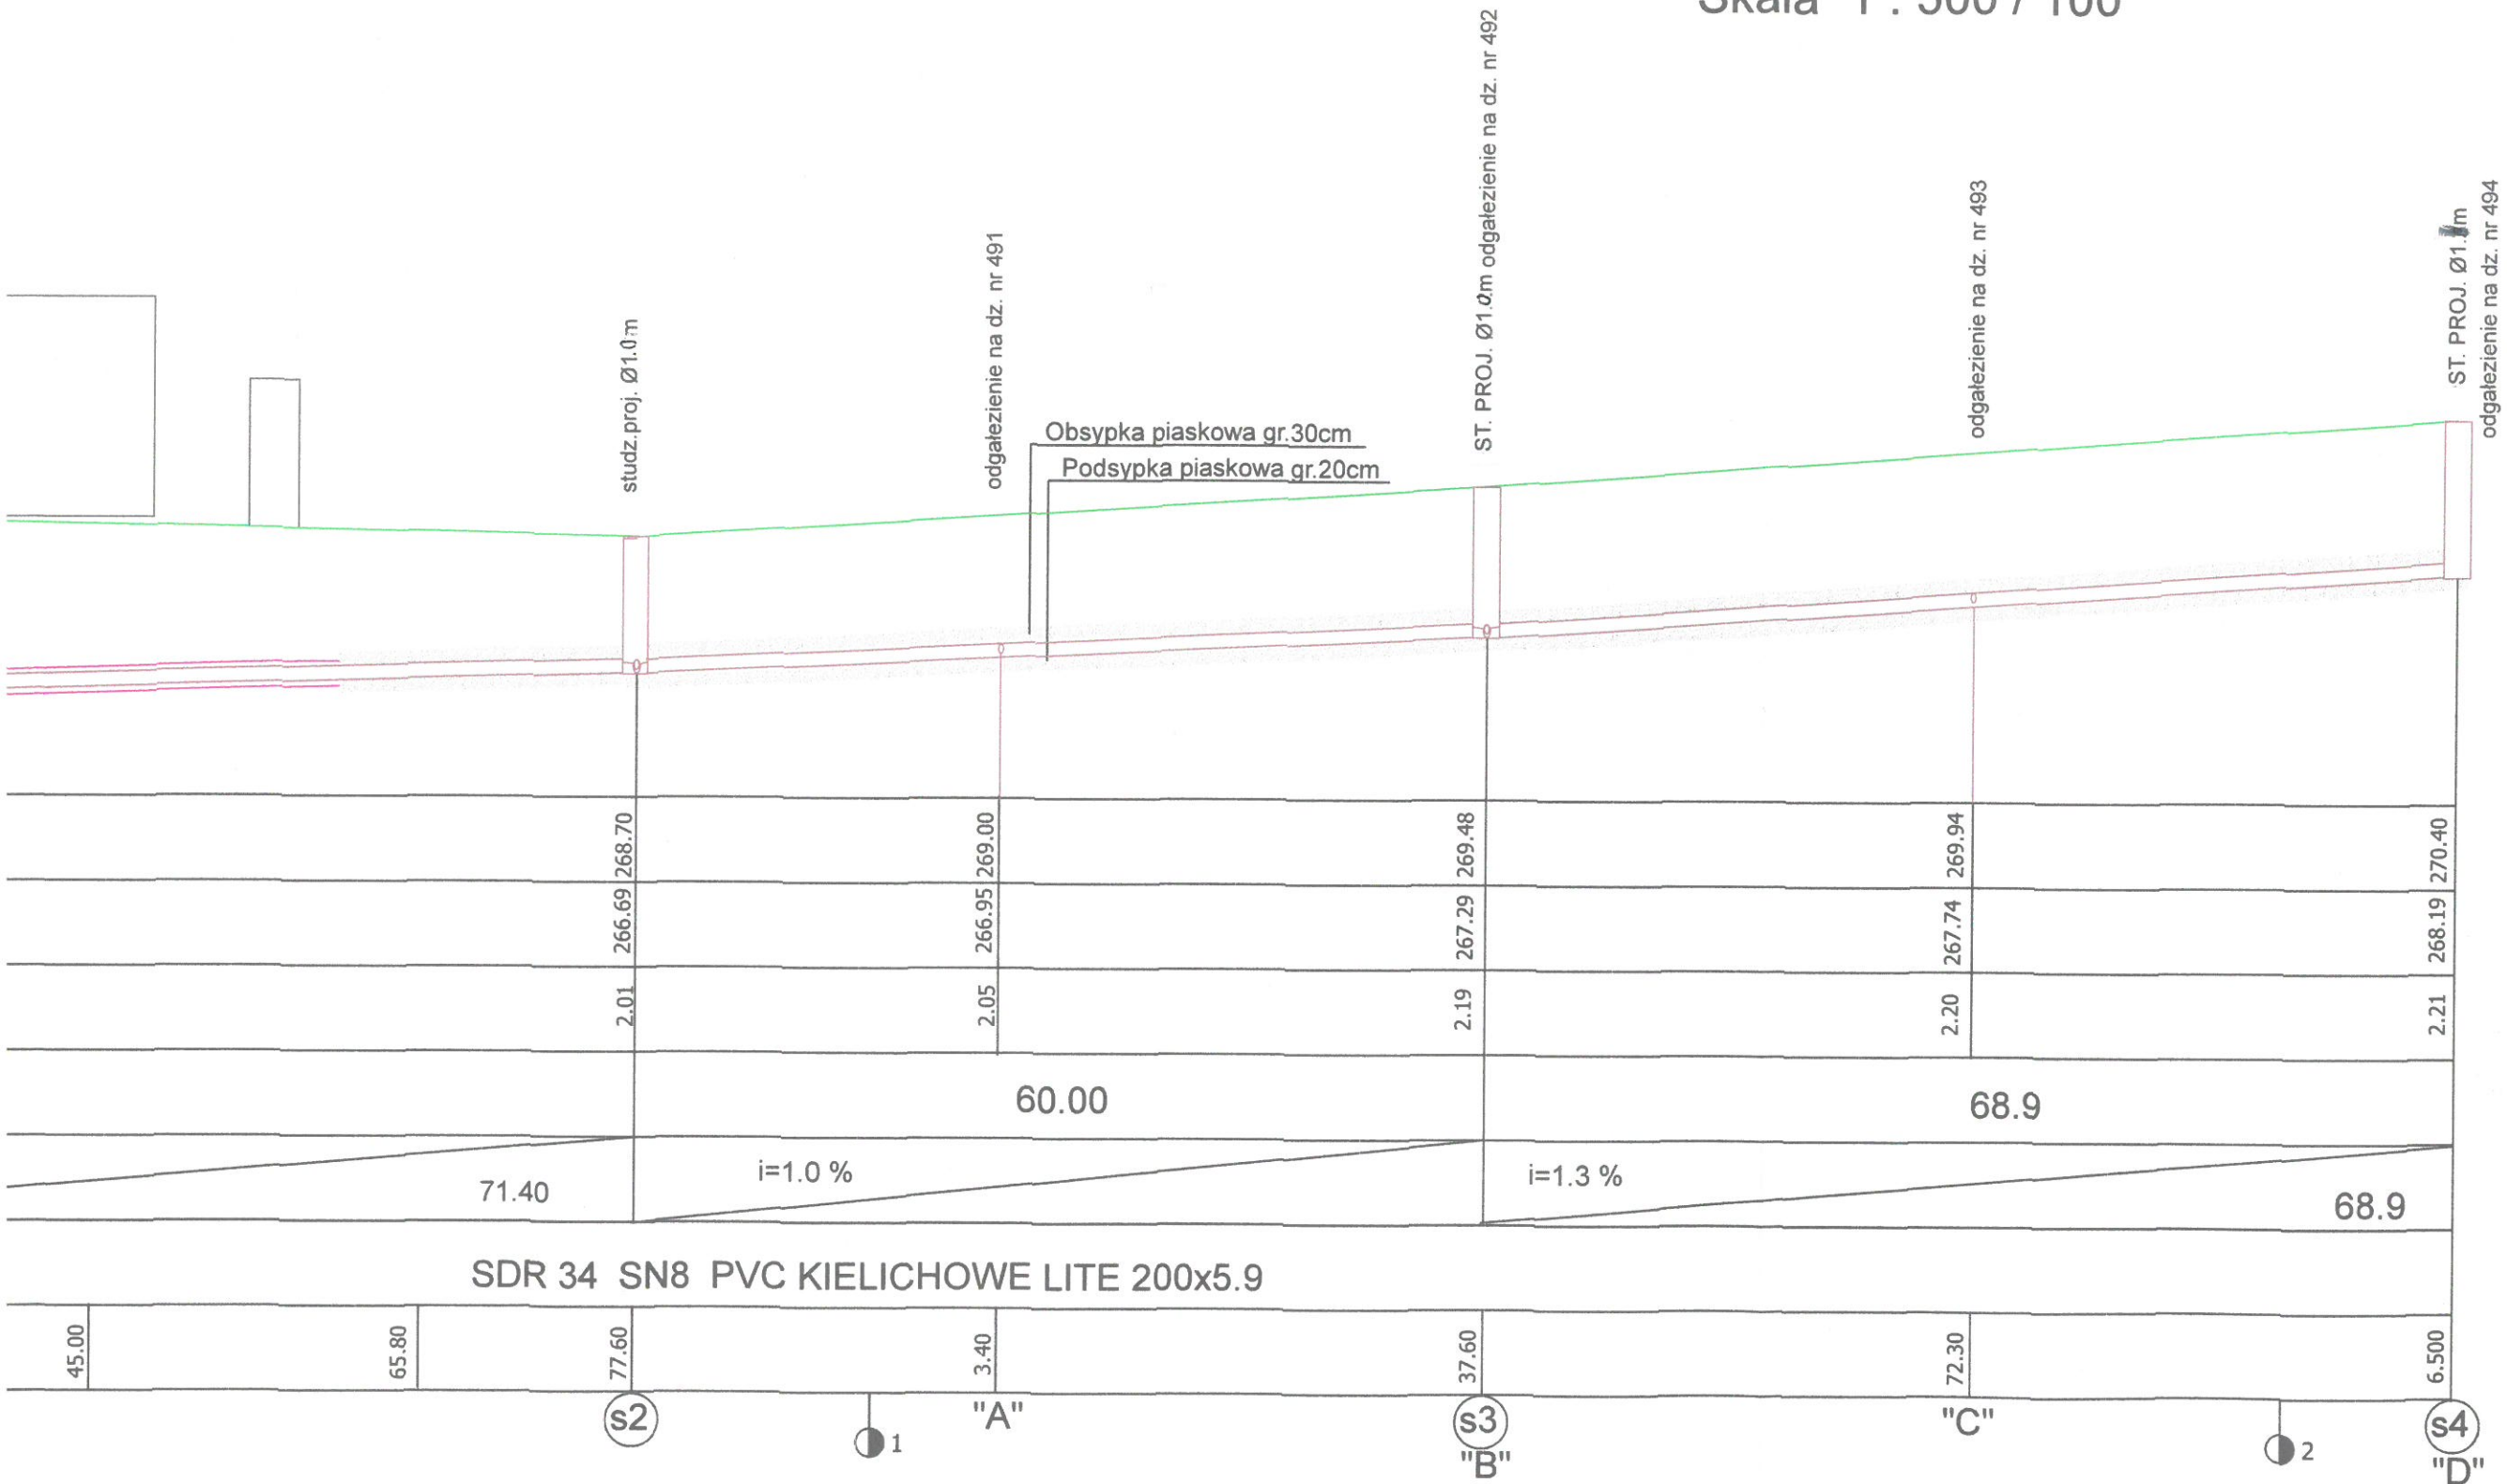 Skala 1 : 500 / 100
studz.proj. Ø1.0m
odgałezienie na dz. nr 491
ST. PROJ. Ø1.0m odgałezienie na dz. nr 492
odgałezienie na dz. nr 493
ST. PROJ. Ø1.
odgałezienie na dz. nr 494
Obsypka piaskowa gr.30cm
Podsypka piaskowa gr.20cm
268.70 269.00 269.48 269.94 270.40
266.69 266.95 267.29 267.74 268.19
2.01 2.05 2.19 2.20 2.21
60.00 68.9
71.40 i=1.0 % i=1.3 % 68.9
SDR 34 SN8 PVC KIELICHOWE LITE 200x5.9
45.00 65.80 77.60 3.40 37.60 72.30 6.500
s2 1 "A" s3 "C" 2 s4
"B" "D"